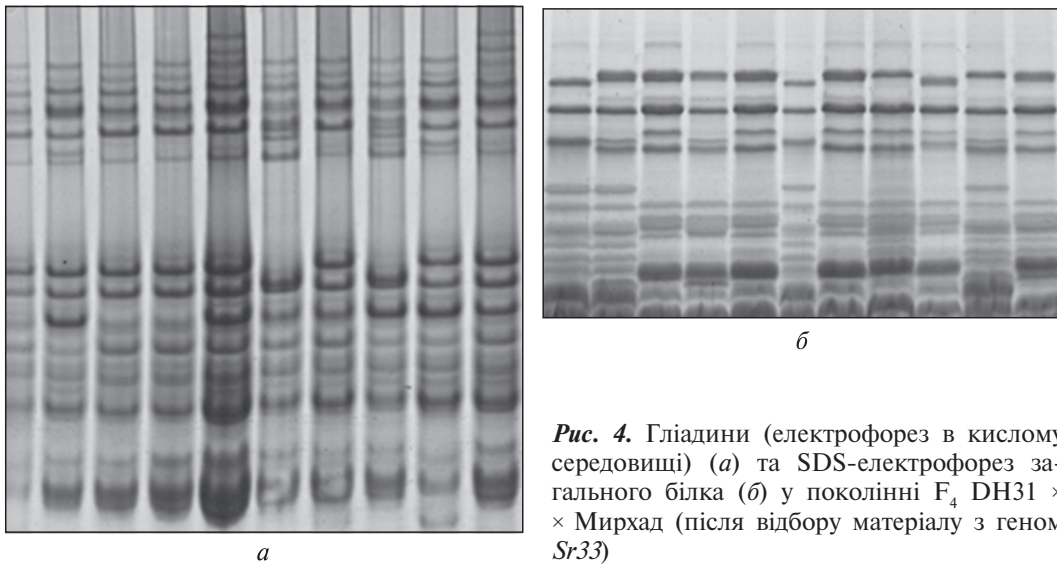 а
б
Рис. 4. Гліадини (електрофорез в кислому
середовищі) (а) та SDS-електрофорез за-
гального білка (б) у поколінні F₄ DH31 ×
× Мирхад (після відбору матеріалу з геном
Sr33)